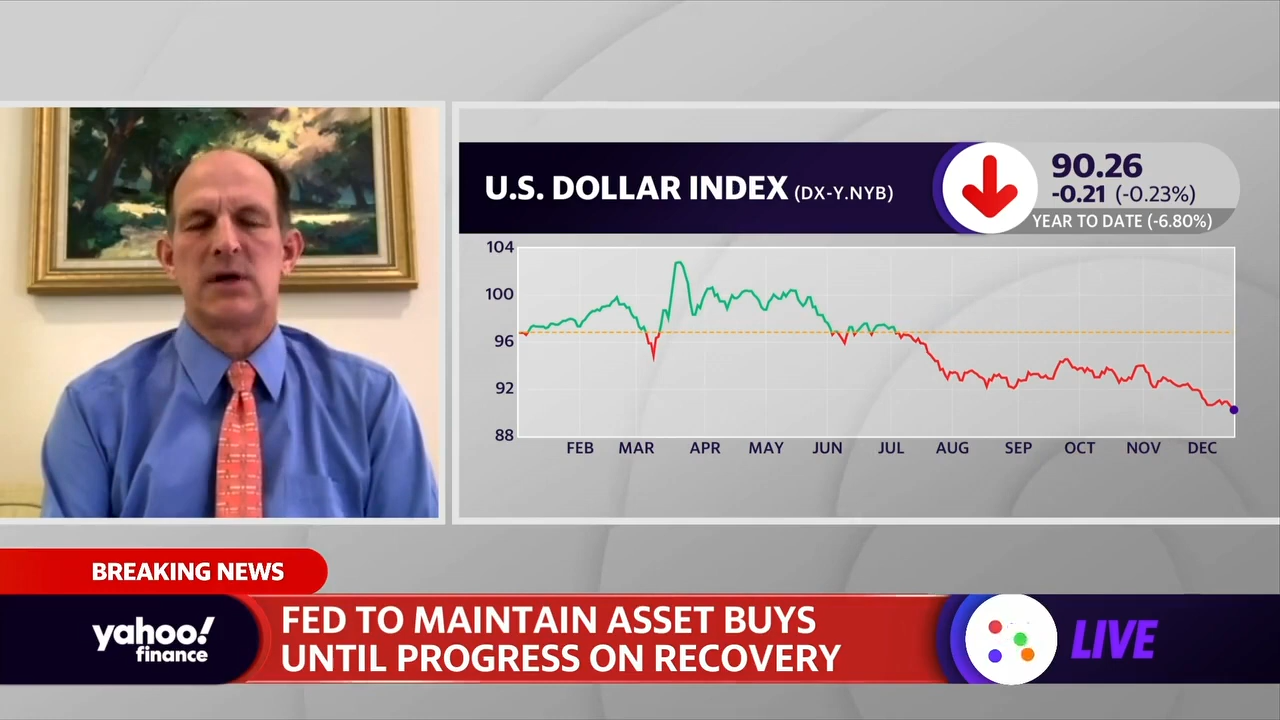 U.S. DOLLAR INDEX (DX-Y.NYB)
90.26
-0.21 (-0.23%)
YEAR TO DATE (-6.80%)
104
100
96
92
88
FEB MAR APR MAY JUN JUL AUG SEP OCT NOV DEC
BREAKING NEWS
yahoo!
finance
FED TO MAINTAIN ASSET BUYS
UNTIL PROGRESS ON RECOVERY
LIVE